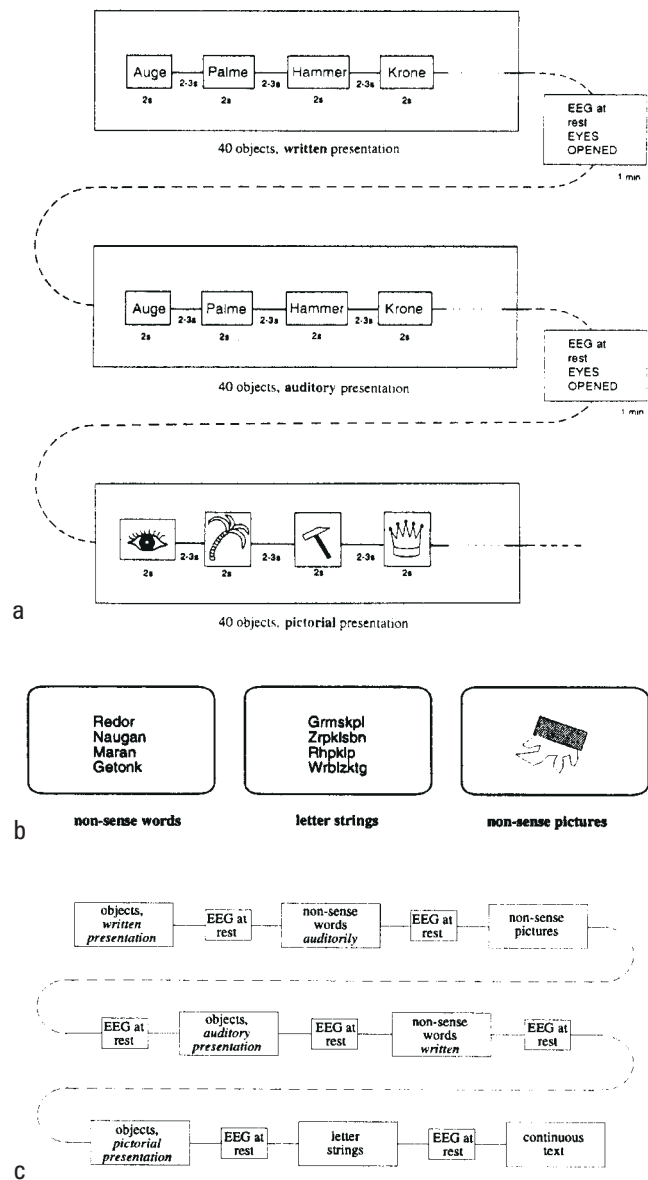 Auge 2-3s Palme 2-3s Hammer 2-3s Krone
2s 2s 2s 2s
40 objects, written presentation
EEG at
rest
EYES
OPENED
1 min
Auge 2-3s Palme 2-3s Hammer 2-3s Krone
2s 2s 2s 2s
40 objects, auditory presentation
EEG at
rest
EYES
OPENED
1 min
2-3s 2-3s 2-3s
2s 2s 2s 2s
40 objects, pictorial presentation
a
Redor
Naugan
Maran
Getonk
non-sense words
Grmskpl
Zrpklsbn
Rhpklp
Wrblzktg
letter strings
non-sense pictures
b
objects,
written
presentation
EEG at
rest
non-sense
words
auditorily
EEG at
rest
non-sense
pictures
EEG at
rest
objects,
auditory
presentation
EEG at
rest
non-sense
words
written
EEG at
rest
objects,
pictorial
presentation
EEG at
rest
letter
strings
EEG at
rest
continuous
text
c